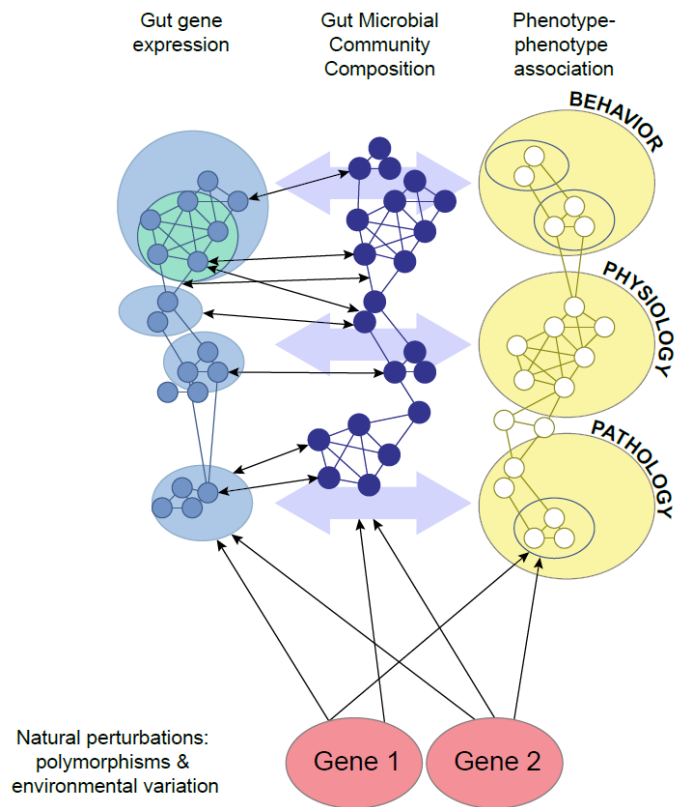 Gut gene
expression
Gut Microbial
Community
Composition
Phenotype-
phenotype
association
BEHAVIOR
PHYSIOLOGY
PATHOLOGY
Natural perturbations:
polymorphisms &
environmental variation
Gene 1
Gene 2